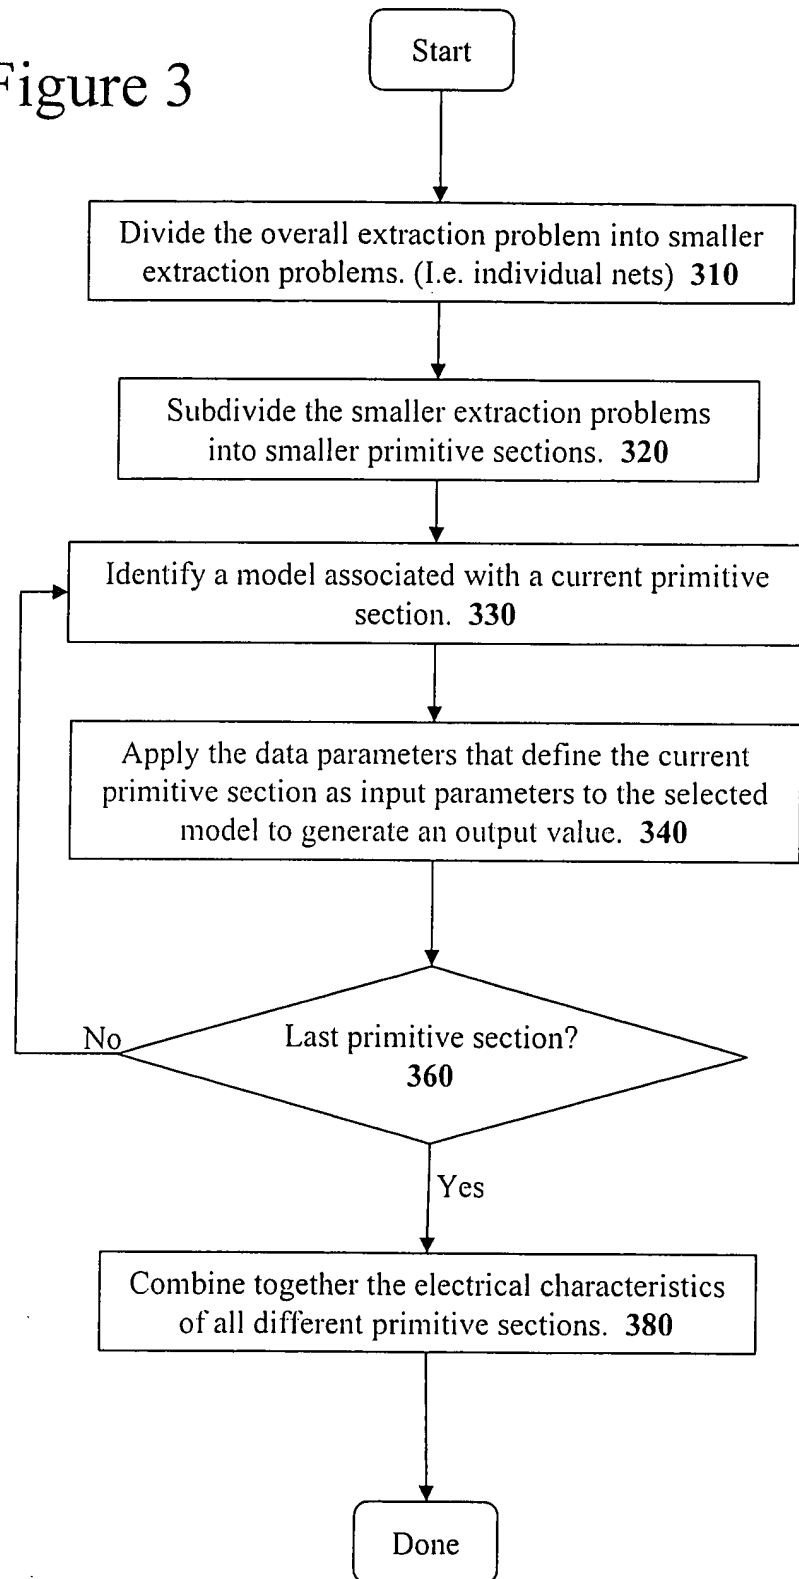 Figure 3
Start
Divide the overall extraction problem into smaller
extraction problems. (I.e. individual nets) 310
Subdivide the smaller extraction problems
into smaller primitive sections. 320
Identify a model associated with a current primitive
section. 330
Apply the data parameters that define the current
primitive section as input parameters to the selected
model to generate an output value. 340
No
Last primitive section?
360
Yes
Combine together the electrical characteristics
of all different primitive sections. 380
Done